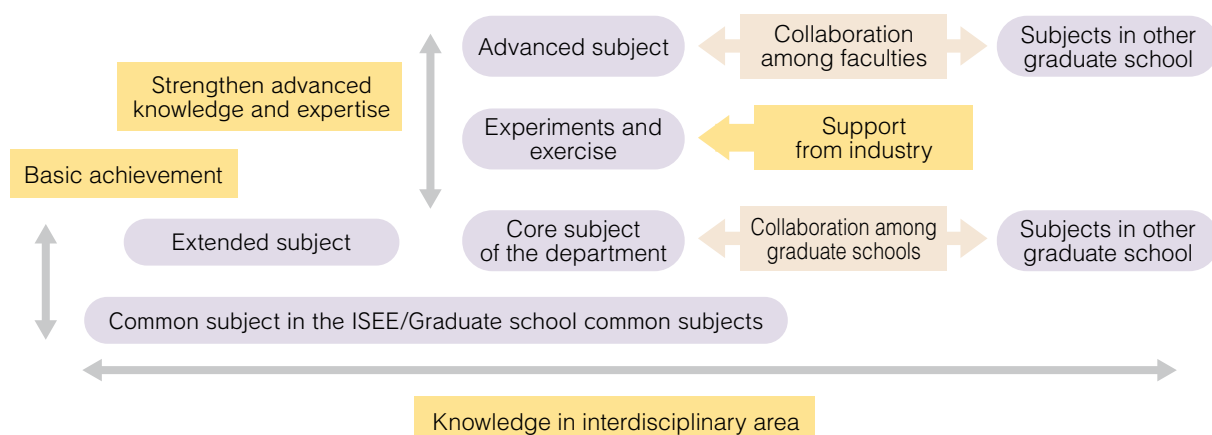 Advanced subject
Collaboration
among faculties
Subjects in other
graduate school
Strengthen advanced
knowledge and expertise
Experiments and
exercise
Support
from industry
Basic achievement
Extended subject
Core subject
of the department
Collaboration among
graduate schools
Subjects in other
graduate school
Common subject in the ISEE/Graduate school common subjects
Knowledge in interdisciplinary area